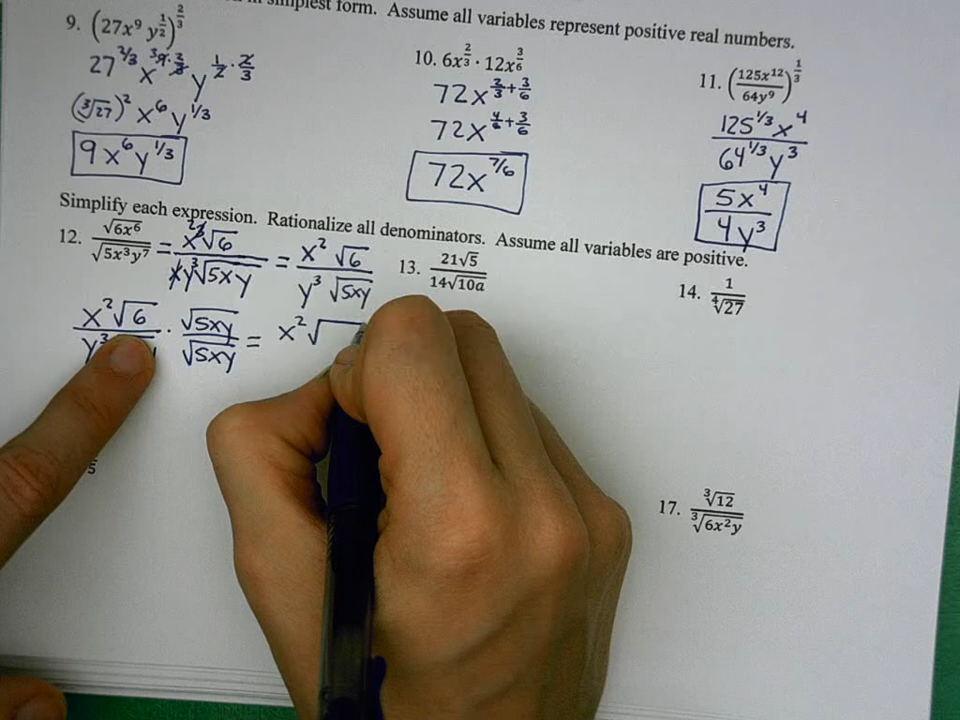 simplest form. Assume all variables represent positive real numbers.
9. (27x⁹ y^{1/2})^{2/3}
27^{2/3} x^{9·2/3} y^{1/2·2/3}
(∛27)² x⁶ y^{1/3}
9x⁶y^{1/3}
10. 6x^{2/3} · 12x^{3/6}
72x^{2/3+3/6}
72x^{4/6+3/6}
72x^{7/6}
11. (125x¹²/64y⁹)^{1/3}
125^{1/3}x⁴/64^{1/3}y³
5x⁴/4y³
Simplify each expression. Rationalize all denominators. Assume all variables are positive.
12. √6x⁶/√5x³y⁷ = x³√6/xy³√5xy = x²√6/y³√5xy
x²√6/y³ · √5xy/√5xy = x²√
13. 21√5/14√10a
14. 1/∜27
5
17. ∛12/∛6x²y